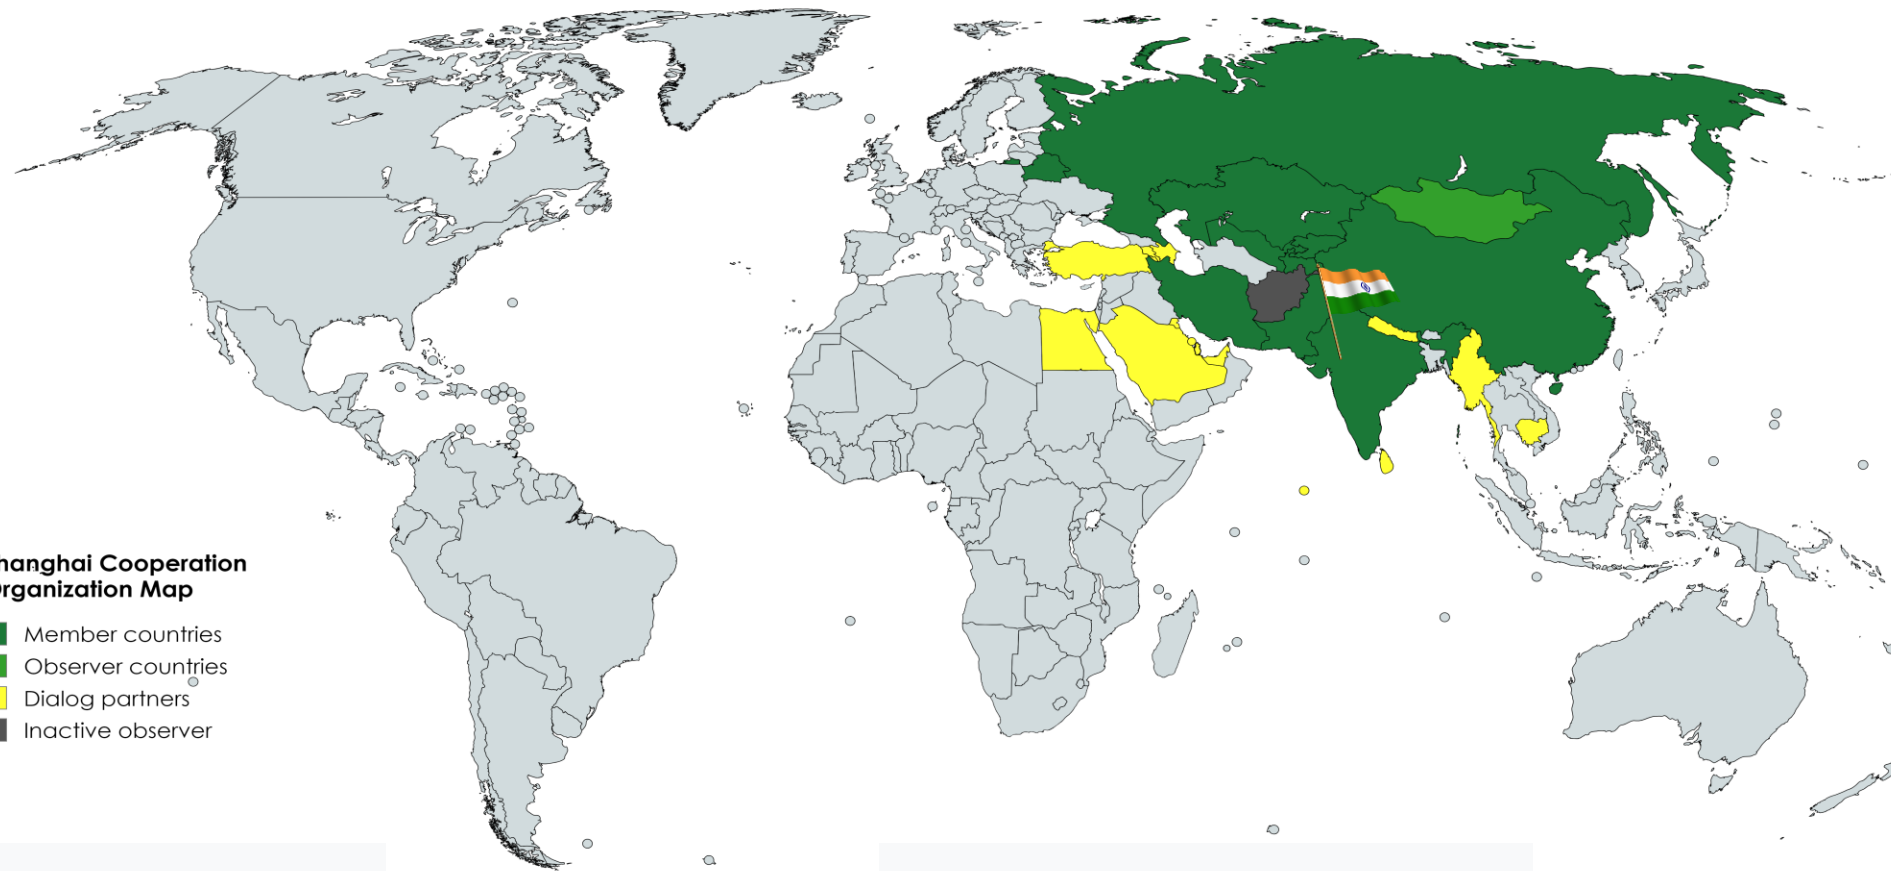 hanghai Cooperation
rganization Map
Member countries
Observer countries
Dialog partners
Inactive observer